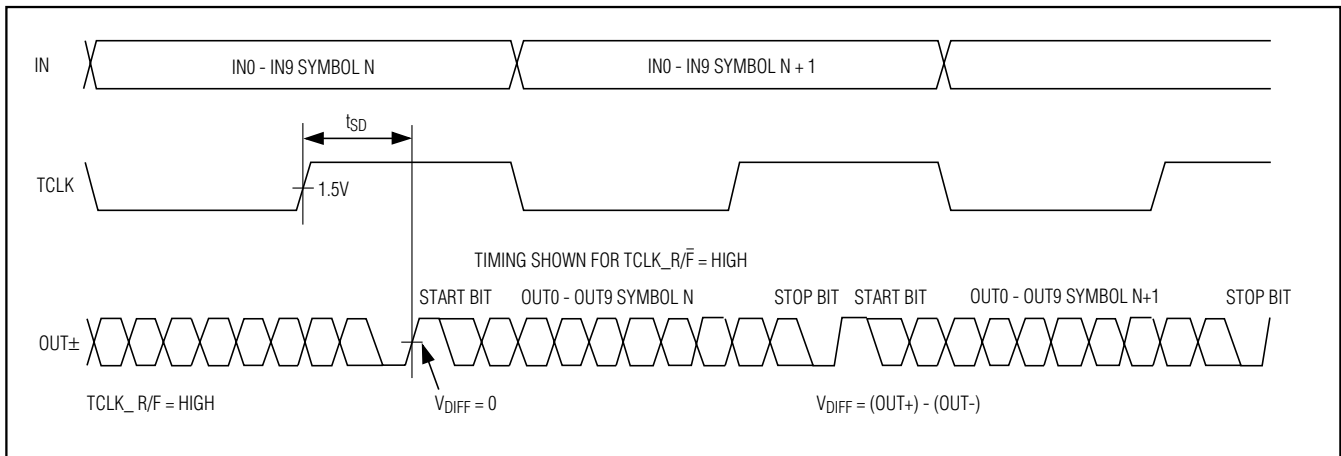 IN
IN0 - IN9 SYMBOL N
IN0 - IN9 SYMBOL N + 1
tSD
TCLK
1.5V
TIMING SHOWN FOR TCLK_R/F̅ = HIGH
START BIT
OUT0 - OUT9 SYMBOL N
STOP BIT
START BIT
OUT0 - OUT9 SYMBOL N+1
STOP BIT
OUT±
TCLK_ R/F = HIGH
VDIFF = 0
VDIFF = (OUT+) - (OUT-)